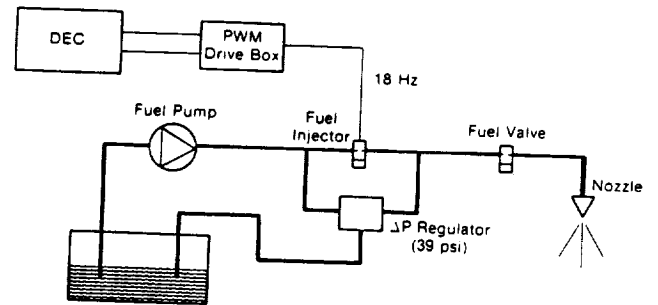 DEC
PWM
Drive Box
18 Hz
Fuel Pump
Fuel
Injector
Fuel Valve
Nozzle
ΔP Regulator
(39 psi)